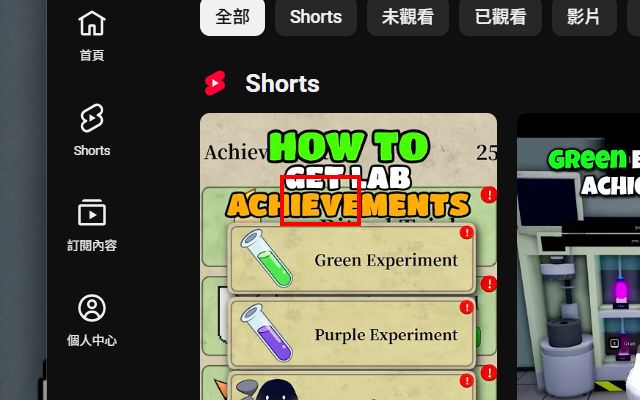 全部
Shorts
未觀看
已觀看
影片
首頁
Shorts
訂閱內容
個人中心
Shorts
HOW TO
GET LAB
ACHIEVEMENTS
Achiev
25
Green Experiment
Purple Experiment
GREEN
ACHI